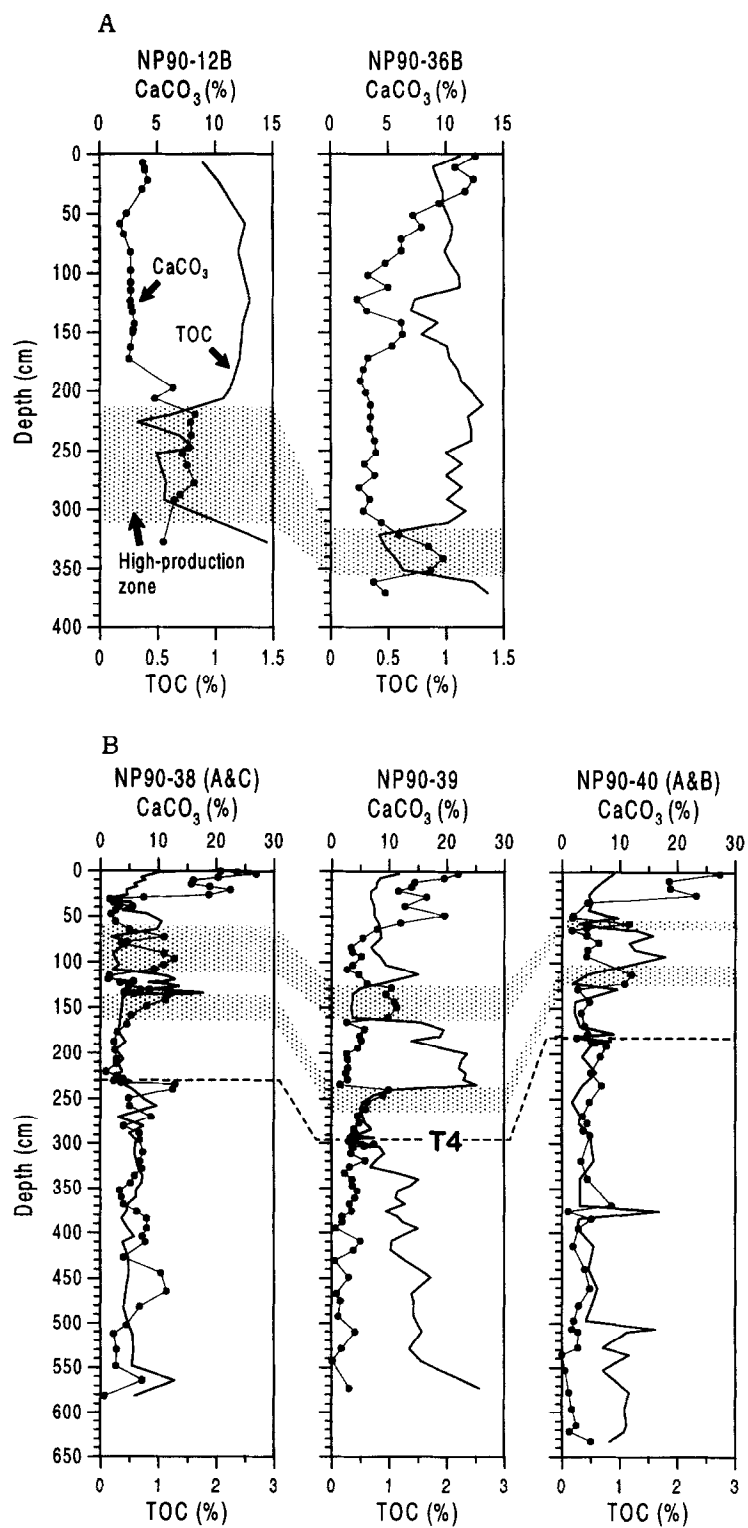 A
NP90-12B
CaCO3 (%)
0 5 10 15
NP90-36B
CaCO3 (%)
0 5 10 15
Depth (cm)
0
50
100
150
200
250
300
350
400
CaCO3
TOC
High-production
zone
0 0.5 1 1.5
TOC (%)
0 0.5 1 1.5
TOC (%)
B
NP90-38 (A&C)
CaCO3 (%)
0 10 20 30
NP90-39
CaCO3 (%)
0 10 20 30
NP90-40 (A&B)
CaCO3 (%)
0 10 20 30
Depth (cm)
0
50
100
150
200
250
300
350
400
450
500
550
600
650
T4
0 1 2 3
TOC (%)
0 1 2 3
TOC (%)
0 1 2 3
TOC (%)